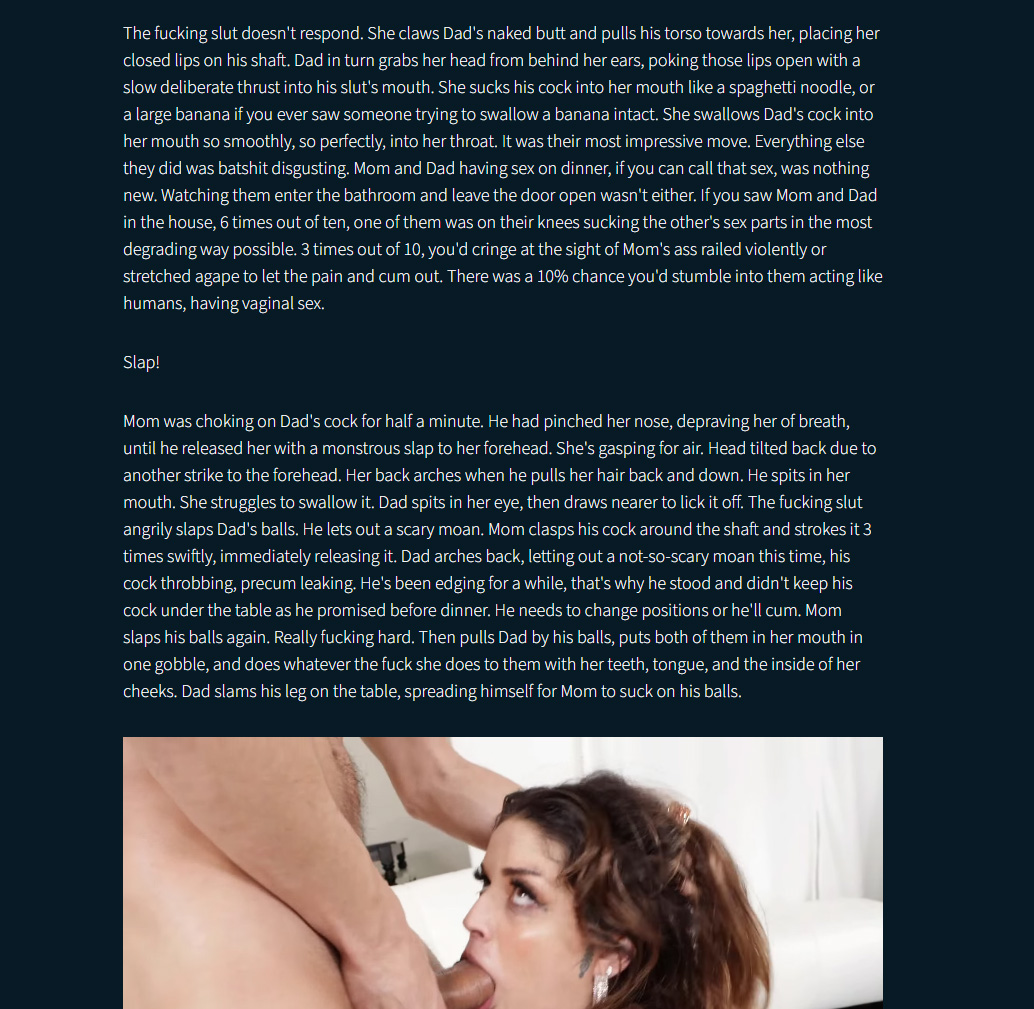 The fucking slut doesn't respond. She claws Dad's naked butt and pulls his torso towards her, placing her
closed lips on his shaft. Dad in turn grabs her head from behind her ears, poking those lips open with a
slow deliberate thrust into his slut's mouth. She sucks his cock into her mouth like a spaghetti noodle, or
a large banana if you ever saw someone trying to swallow a banana intact. She swallows Dad's cock into
her mouth so smoothly, so perfectly, into her throat. It was their most impressive move. Everything else
they did was batshit disgusting. Mom and Dad having sex on dinner, if you can call that sex, was nothing
new. Watching them enter the bathroom and leave the door open wasn't either. If you saw Mom and Dad
in the house, 6 times out of ten, one of them was on their knees sucking the other's sex parts in the most
degrading way possible. 3 times out of 10, you'd cringe at the sight of Mom's ass railed violently or
stretched agape to let the pain and cum out. There was a 10% chance you'd stumble into them acting like
humans, having vaginal sex.
Slap!
Mom was choking on Dad's cock for half a minute. He had pinched her nose, depraving her of breath,
until he released her with a monstrous slap to her forehead. She's gasping for air. Head tilted back due to
another strike to the forehead. Her back arches when he pulls her hair back and down. He spits in her
mouth. She struggles to swallow it. Dad spits in her eye, then draws nearer to lick it off. The fucking slut
angrily slaps Dad's balls. He lets out a scary moan. Mom clasps his cock around the shaft and strokes it 3
times swiftly, immediately releasing it. Dad arches back, letting out a not-so-scary moan this time, his
cock throbbing, precum leaking. He's been edging for a while, that's why he stood and didn't keep his
cock under the table as he promised before dinner. He needs to change positions or he'll cum. Mom
slaps his balls again. Really fucking hard. Then pulls Dad by his balls, puts both of them in her mouth in
one gobble, and does whatever the fuck she does to them with her teeth, tongue, and the inside of her
cheeks. Dad slams his leg on the table, spreading himself for Mom to suck on his balls.